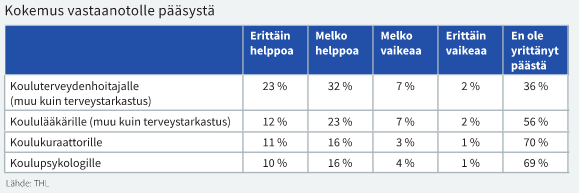 Kokemus vastaanotolle pääsystä
Erittäin helppoa Melko helppoa Melko vaikeaa Erittäin vaikeaa En ole yrittänyt päästä
Kouluterveydenhoitajalle (muu kuin terveystarkastus) 23 % 32 % 7 % 2 % 36 %
Koululääkärille (muu kuin terveystarkastus) 12 % 23 % 7 % 2 % 56 %
Koulukuraattorille 11 % 16 % 3 % 1 % 70 %
Koulupsykologille 10 % 16 % 4 % 1 % 69 %
Lähde: THL